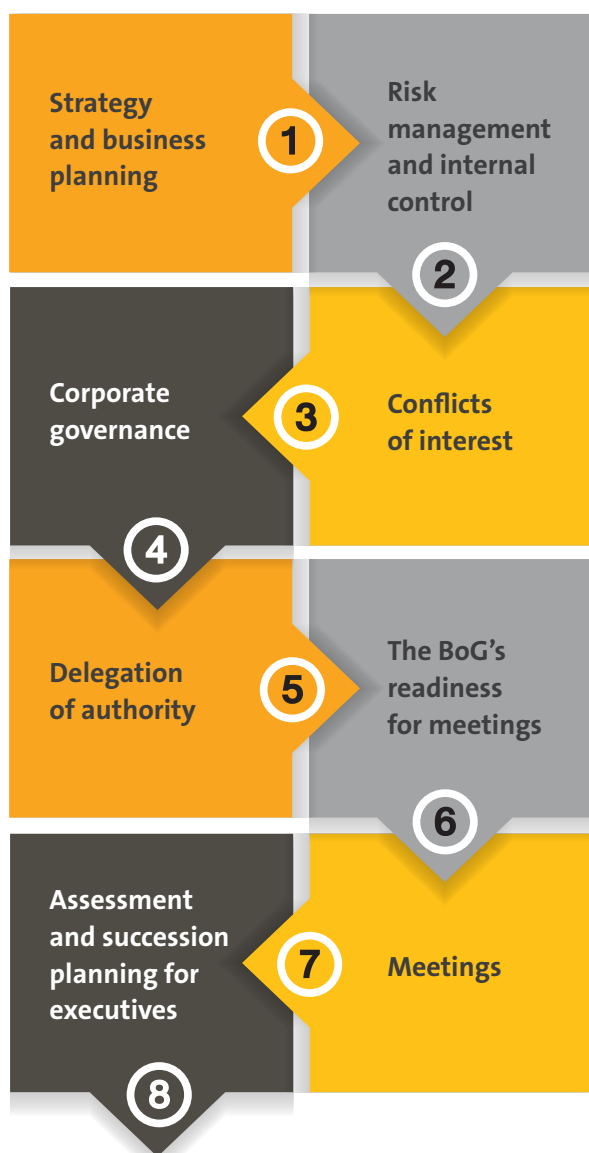 Strategy
and business
planning
1
Risk
management
and internal
control
2
Conflicts
of interest
3
Corporate
governance
4
Delegation
of authority
5
The BoG’s
readiness
for meetings
6
Meetings
7
Assessment
and succession
planning for
executives
8